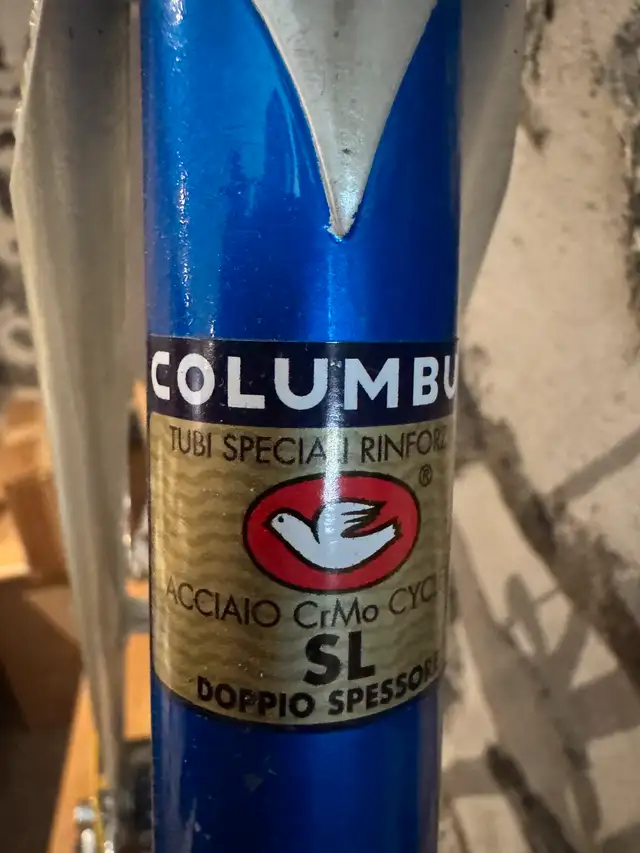 COLUMBU
TUBI SPECIALI RINFORZ
®
ACCIAIO CrMo CYCL
SL
DOPPIO SPESSORE